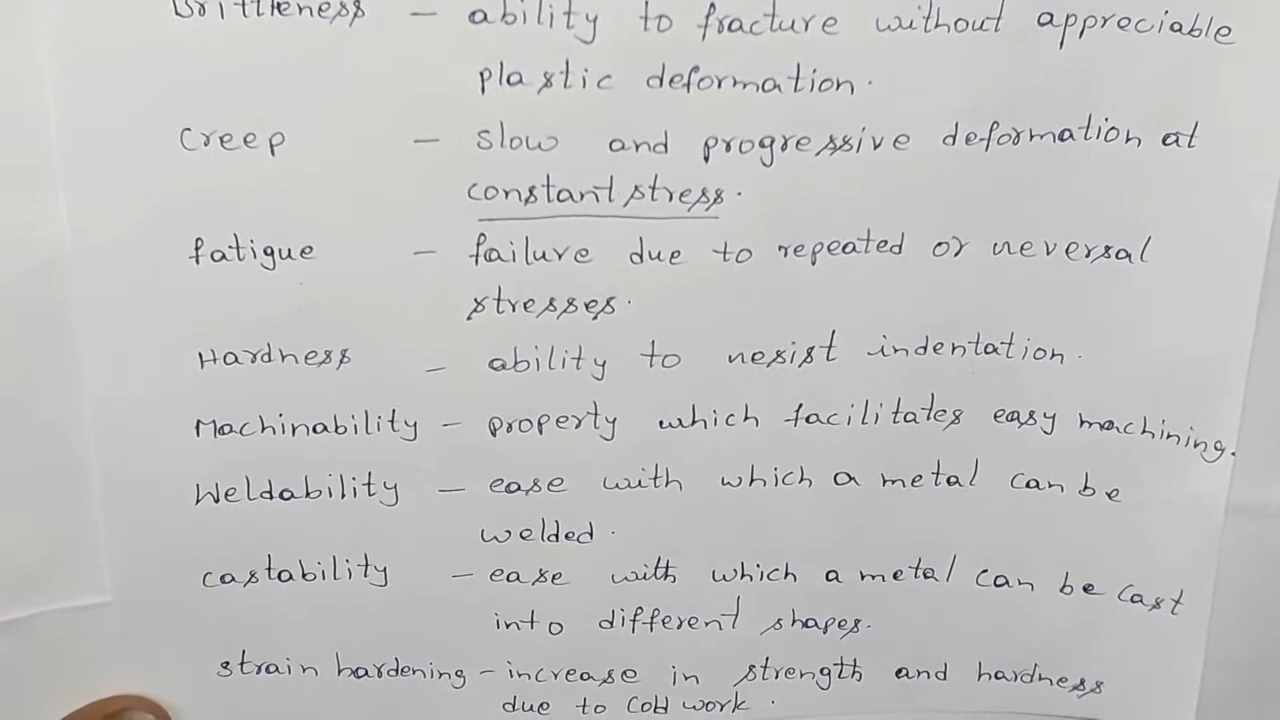 Brittleness - ability to fracture without appreciable
plastic deformation.
Creep - slow and progressive deformation at
constant stress.
fatigue - failure due to repeated or reversal
stresses.
Hardness - ability to resist indentation.
Machinability - property which facilitates easy machining.
Weldability - ease with which a metal can be
welded.
castability - ease with which a metal can be cast
into different shapes.
strain hardening - increase in strength and hardness
due to cold work.